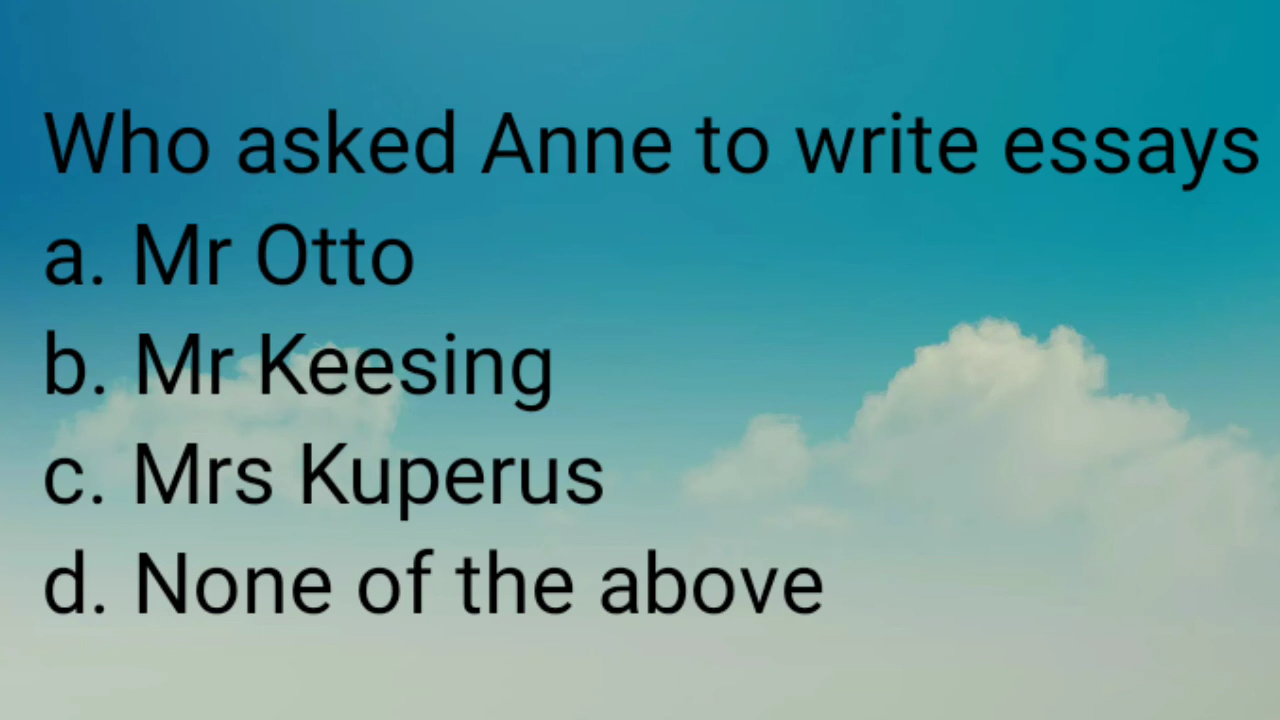 Who asked Anne to write essays
a. Mr Otto
b. Mr Keesing
c. Mrs Kuperus
d. None of the above